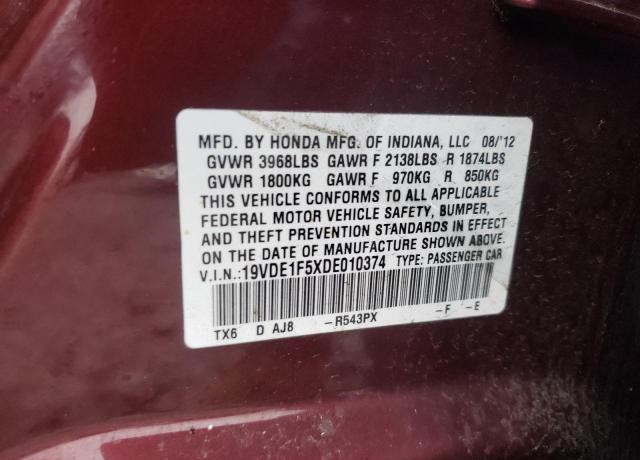 MFD. BY HONDA MFG. OF INDIANA, LLC 08/'12
GVWR 3968LBS GAWR F 2138LBS R 1874LBS
GVWR 1800KG GAWR F 970KG R 850KG
THIS VEHICLE CONFORMS TO ALL APPLICABLE
FEDERAL MOTOR VEHICLE SAFETY, BUMPER,
AND THEFT PREVENTION STANDARDS IN EFFECT
ON THE DATE OF MANUFACTURE SHOWN ABOVE.
V.I.N.: 19VDE1F5XDE010374 TYPE: PASSENGER CAR
TX6 D AJ8 -R543PX -F -E